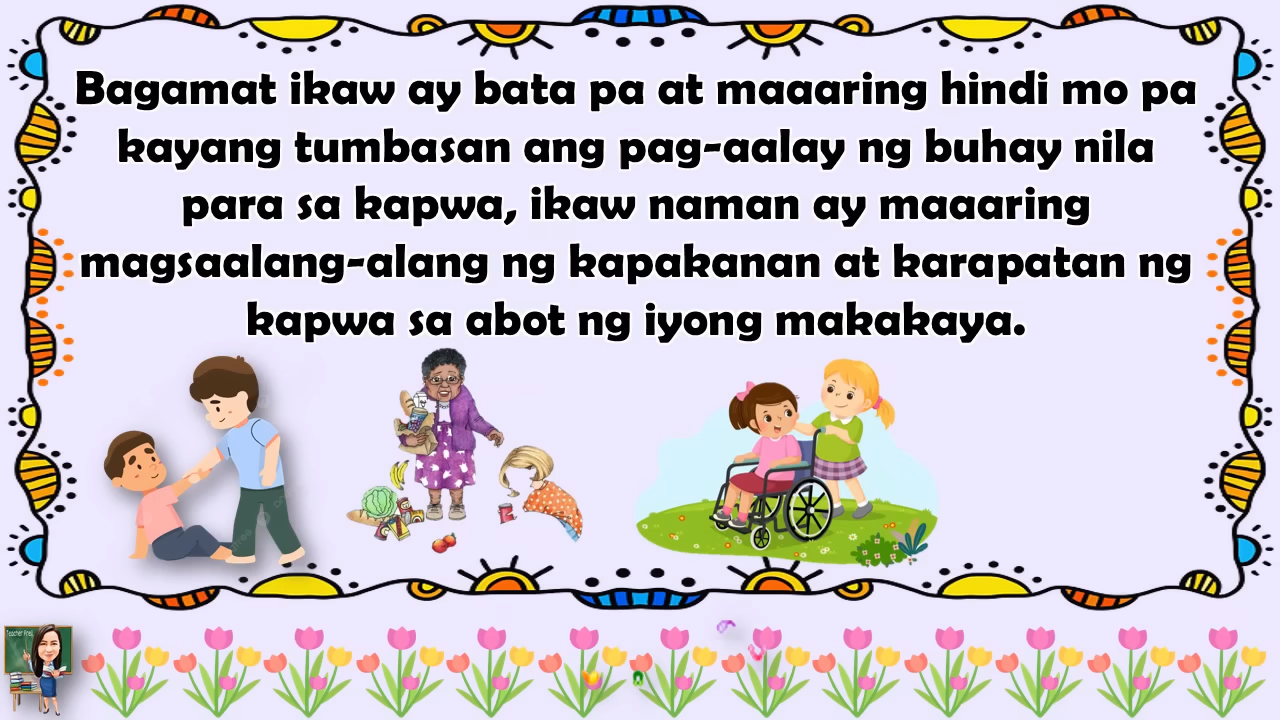 Bagamat ikaw ay bata pa at maaaring hindi mo pa
kayang tumbasan ang pag-aalay ng buhay nila
para sa kapwa, ikaw naman ay maaaring
magsaalang-alang ng kapakanan at karapatan ng
kapwa sa abot ng iyong makakaya.